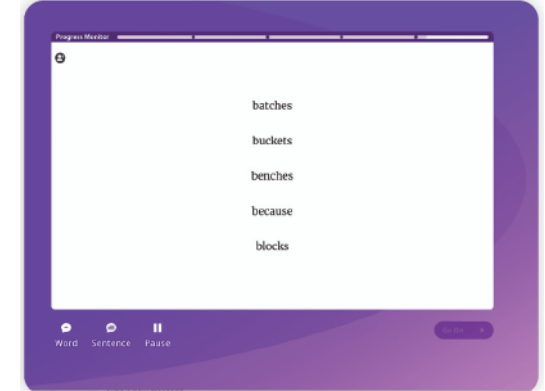 Progress Monitor
batches
buckets
benches
because
blocks
Word Sentence Pause